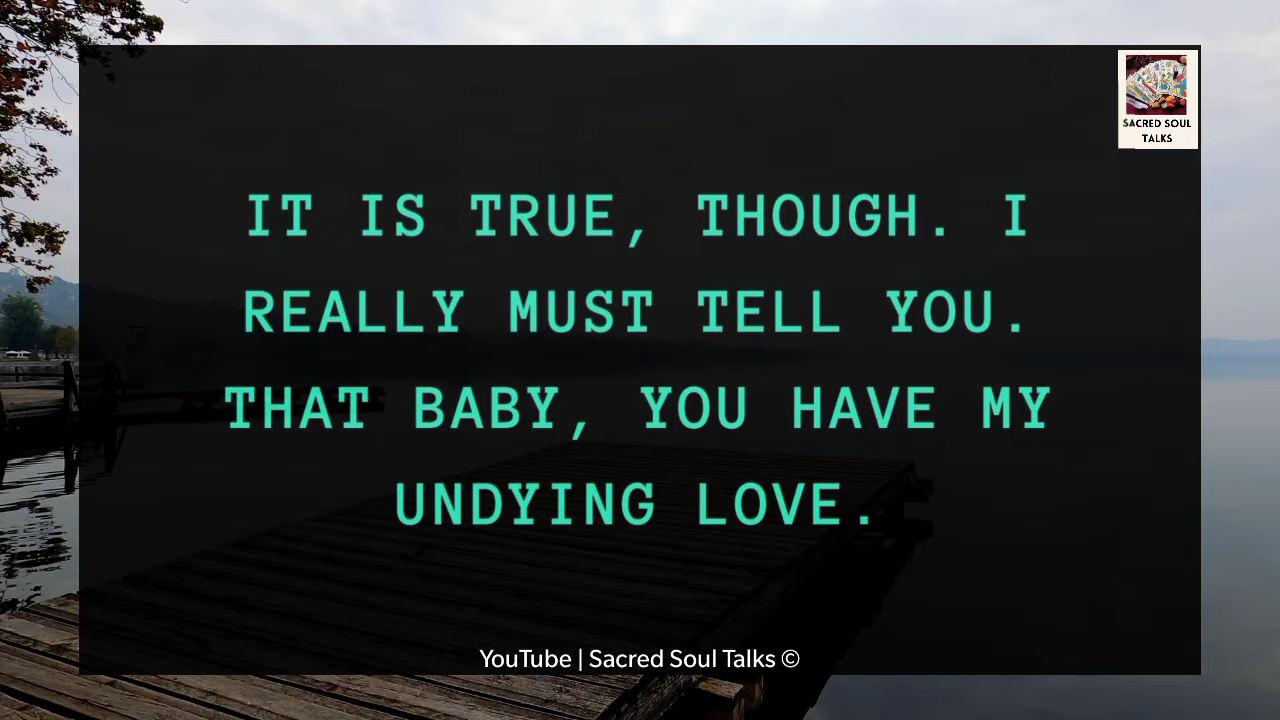 SACRED SOUL
TALKS
IT IS TRUE, THOUGH. I
REALLY MUST TELL YOU.
THAT BABY, YOU HAVE MY
UNDYING LOVE.
YouTube | Sacred Soul Talks ©